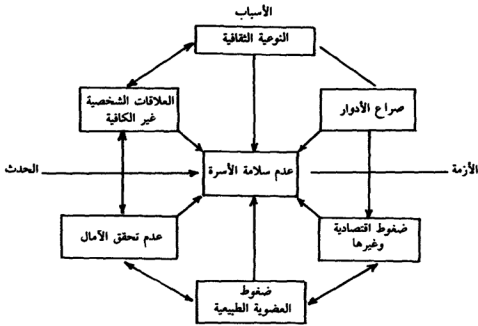 الأسباب
النوعية الثقافية
صراع الأدوار
العلاقات الشخصية
غير الكافية
الأزمة
عدم سلامة الأسرة
الحدث
ضغوط اقتصادية
وغيرها
عدم تحقق الآمال
ضغوط
العضوية الطبيعية